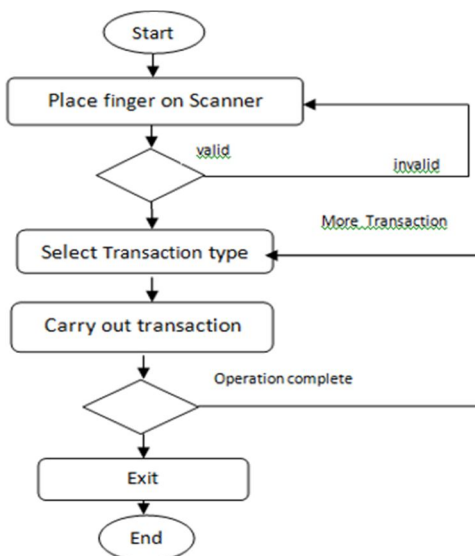 Start
Place finger on Scanner
valid
invalid
More Transaction
Select Transaction type
Carry out transaction
Operation complete
Exit
End